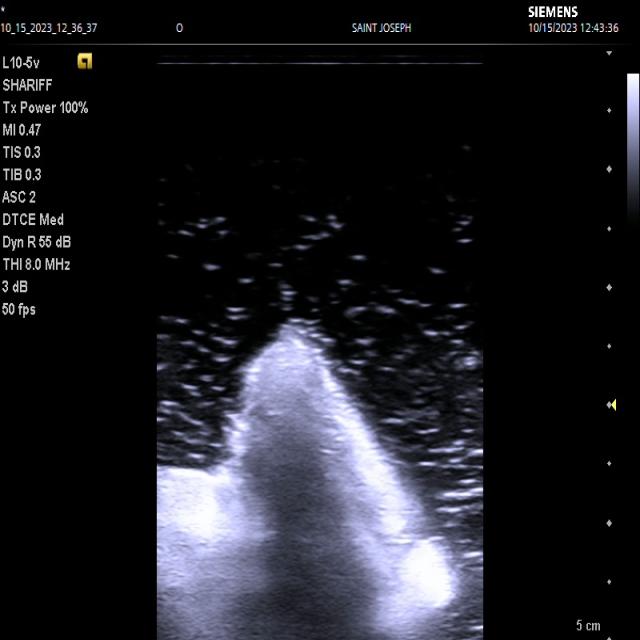 SIEMENS
10_15_2023_12_36_37 O SAINT JOSEPH 10/15/2023 12:43:36
L10-5v
SHARIFF
Tx Power 100%
MI 0.47
TIS 0.3
TIB 0.3
ASC 2
DTCE Med
Dyn R 55 dB
THI 8.0 MHz
3 dB
50 fps
5 cm